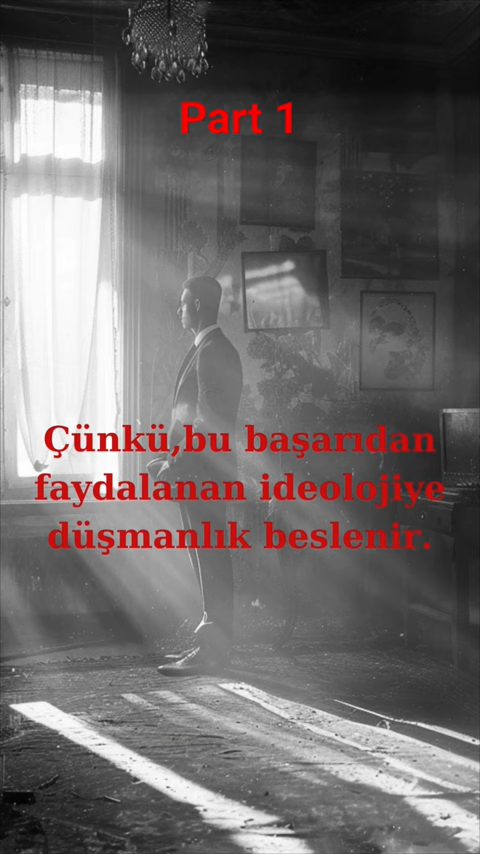 Part 1
Çünkü,bu başarıdan
faydalanan ideolojiye
düşmanlık beslenir.